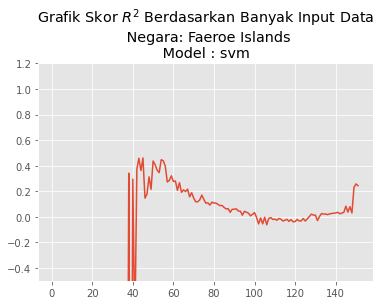 Grafik Skor R² Berdasarkan Banyak Input Data
Negara: Faeroe Islands
Model : svm
1.2
1.0
0.8
0.6
0.4
0.2
0.0
−0.2
−0.4
0 20 40 60 80 100 120 140